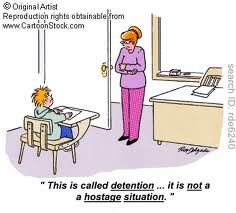 © Original Artist
Reproduction rights obtainable from
www.CartoonStock.com
search ID: rde6240
" This is called detention ... it is not a
a hostage situation. "